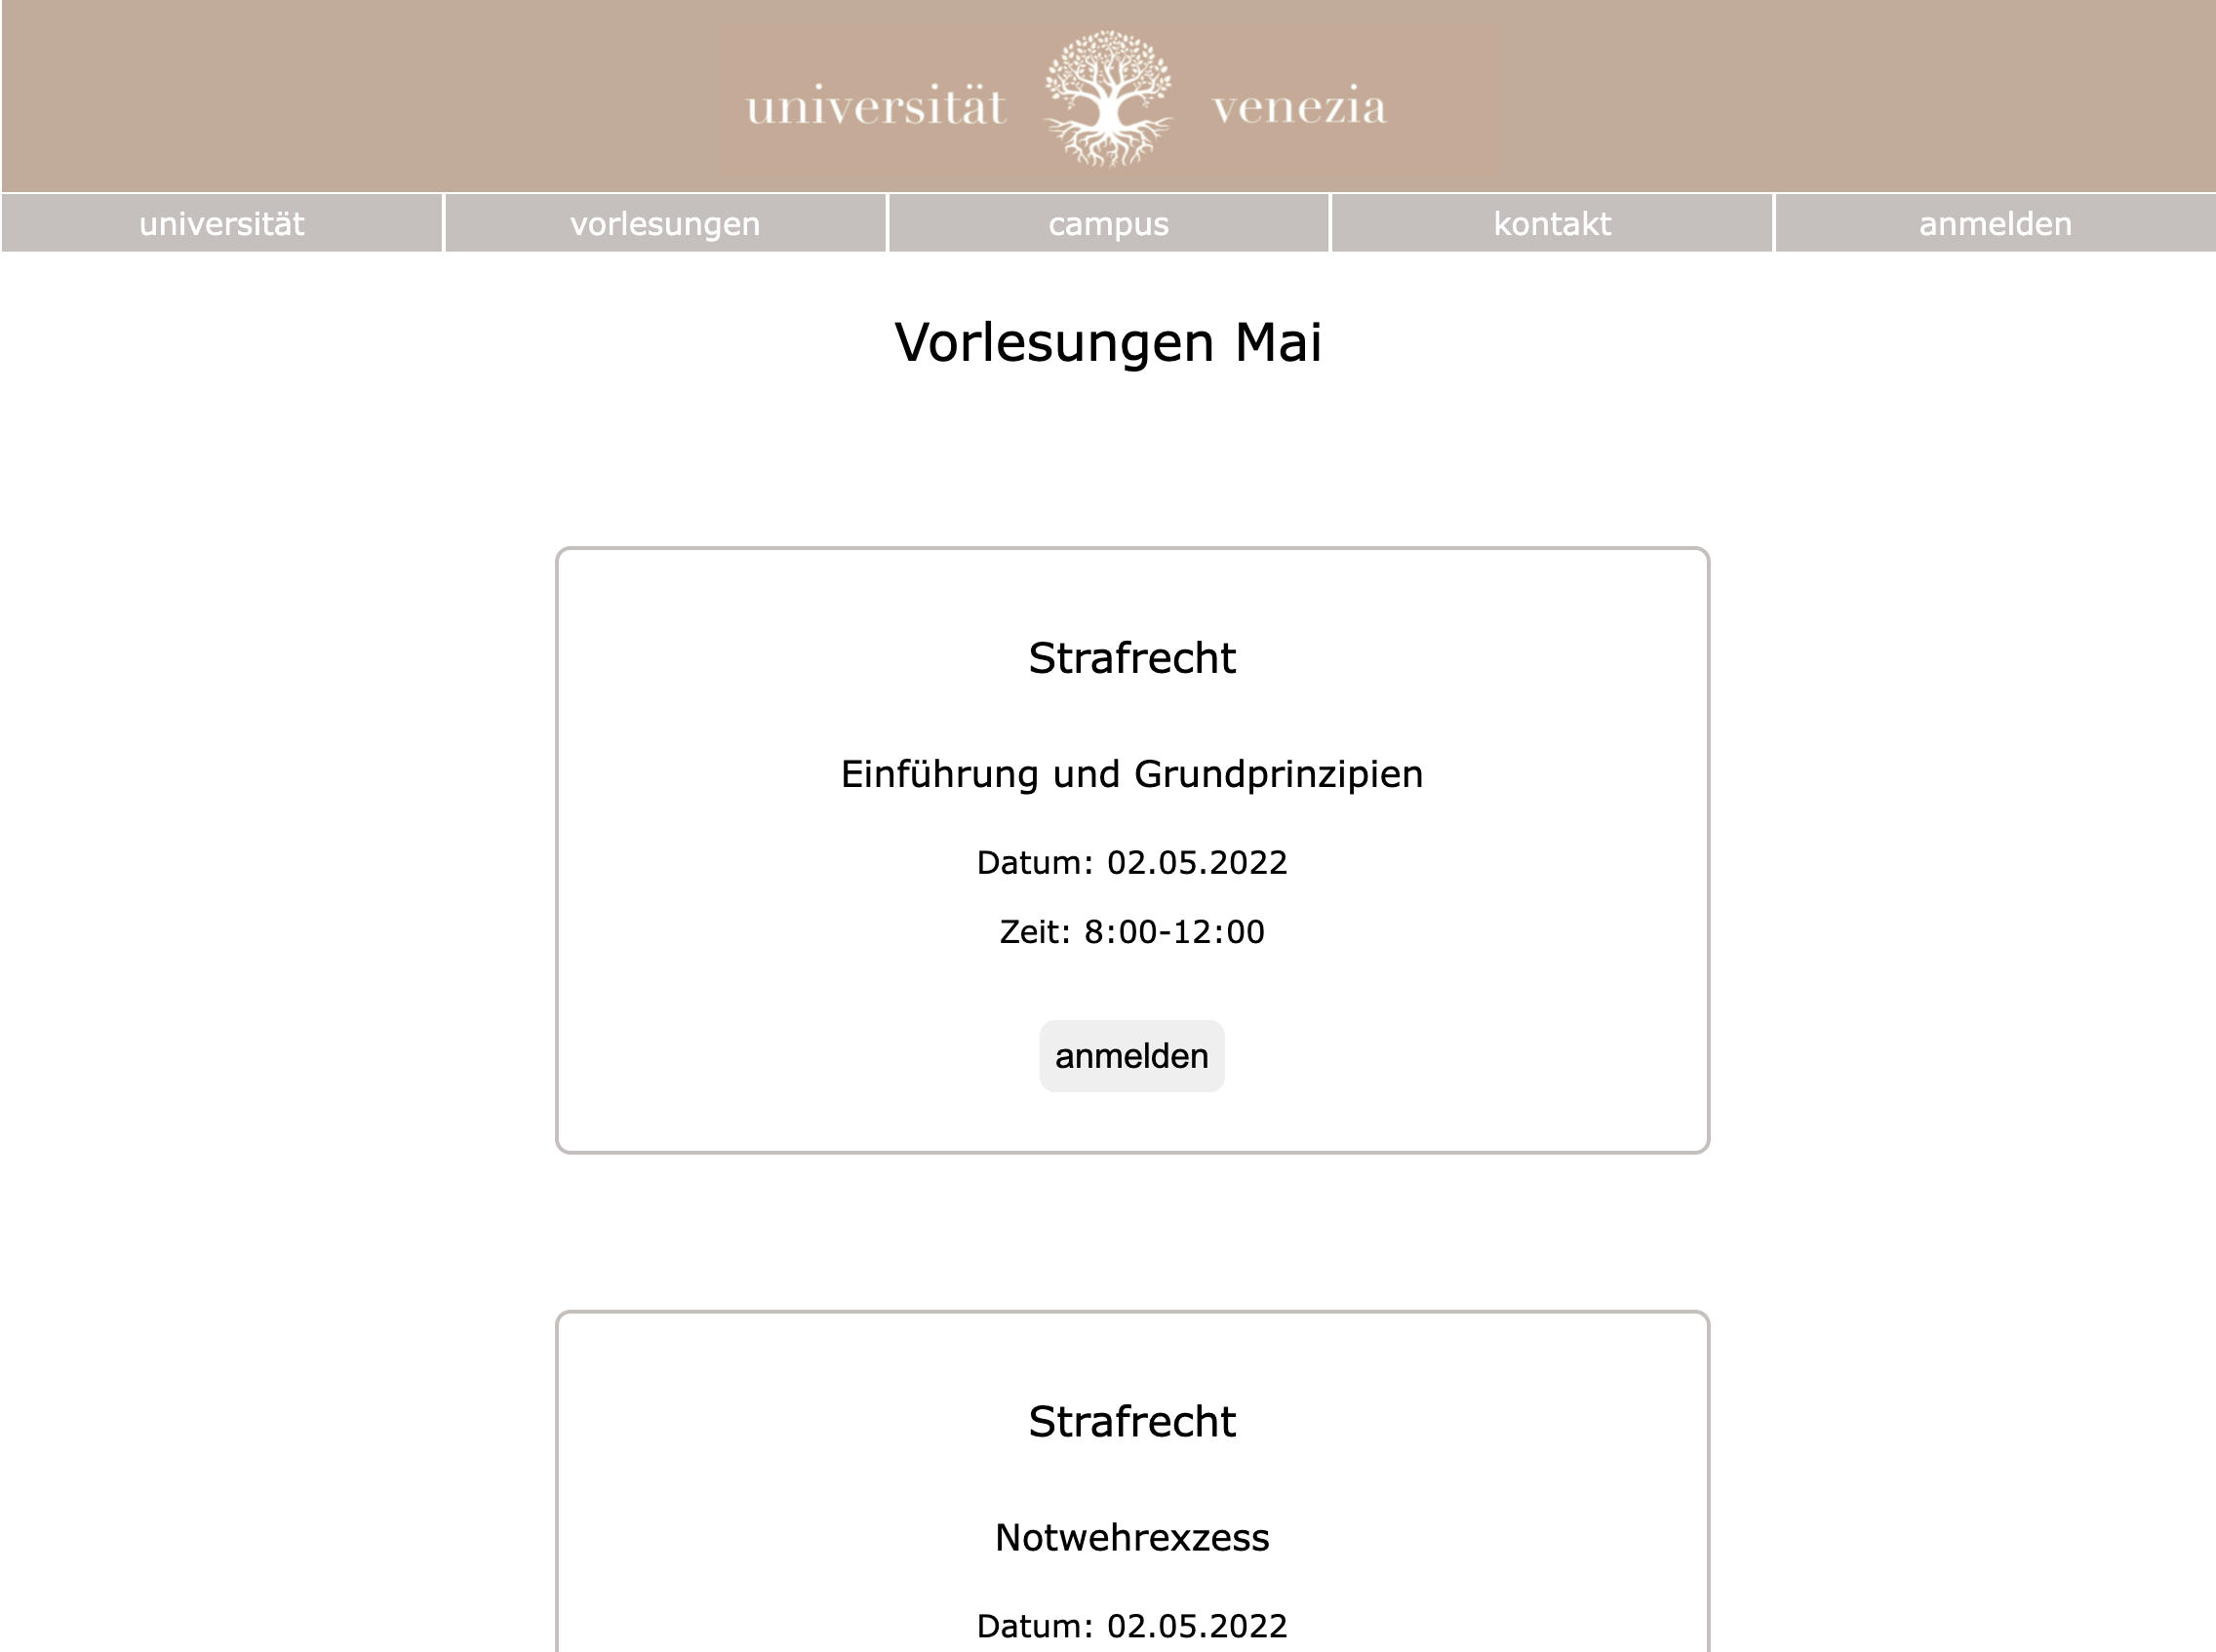 universität venezia
universität vorlesungen campus kontakt anmelden
Vorlesungen Mai
Strafrecht
Einführung und Grundprinzipien
Datum: 02.05.2022
Zeit: 8:00-12:00
anmelden
Strafrecht
Notwehrexzess
Datum: 02.05.2022